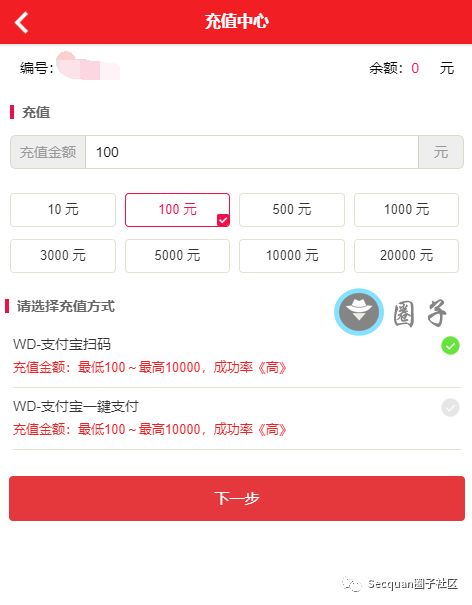 充值中心
编号: 余额: 0 元
充值
充值金额 100 元
10 元 100 元 500 元 1000 元
3000 元 5000 元 10000 元 20000 元
请选择充值方式
圈子
WD-支付宝扫码
充值金额: 最低100~最高10000, 成功率《高》
WD-支付宝一鍵支付
充值金额: 最低100~最高10000, 成功率《高》
下一步
Secquan圈子社区